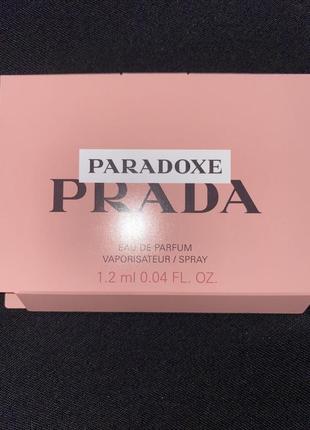 PARADOXE
PRADA
EAU DE PARFUM
VAPORISATEUR / SPRAY
1.2 ml 0.04 FL. OZ.